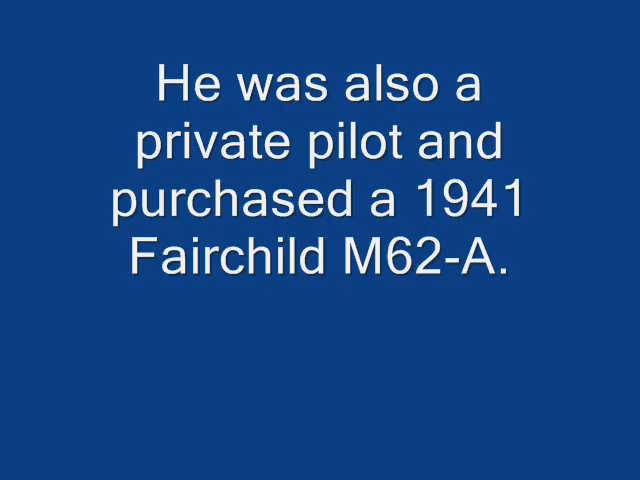 He was also a
private pilot and
purchased a 1941
Fairchild M62-A.